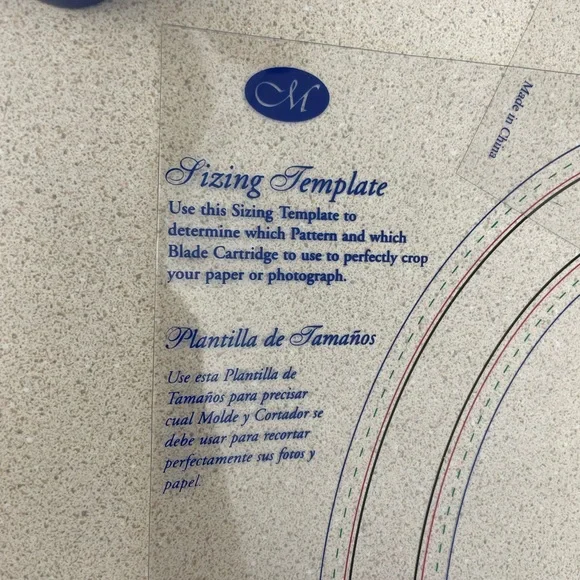 M
Made in China
Sizing Template
Use this Sizing Template to
determine which Pattern and which
Blade Cartridge to use to perfectly crop
your paper or photograph.
Plantilla de Tamaños
Use esta Plantilla de
Tamaños para precisar
cual Molde y Cortador se
debe usar para recortar
perfectamente sus fotos y
papel.